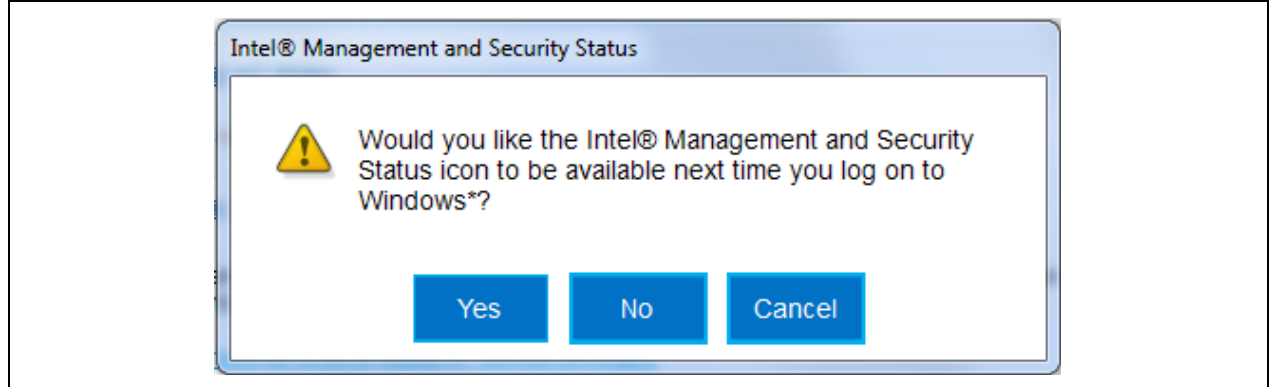 Intel® Management and Security Status
Would you like the Intel® Management and Security
Status icon to be available next time you log on to
Windows*?
Yes No Cancel